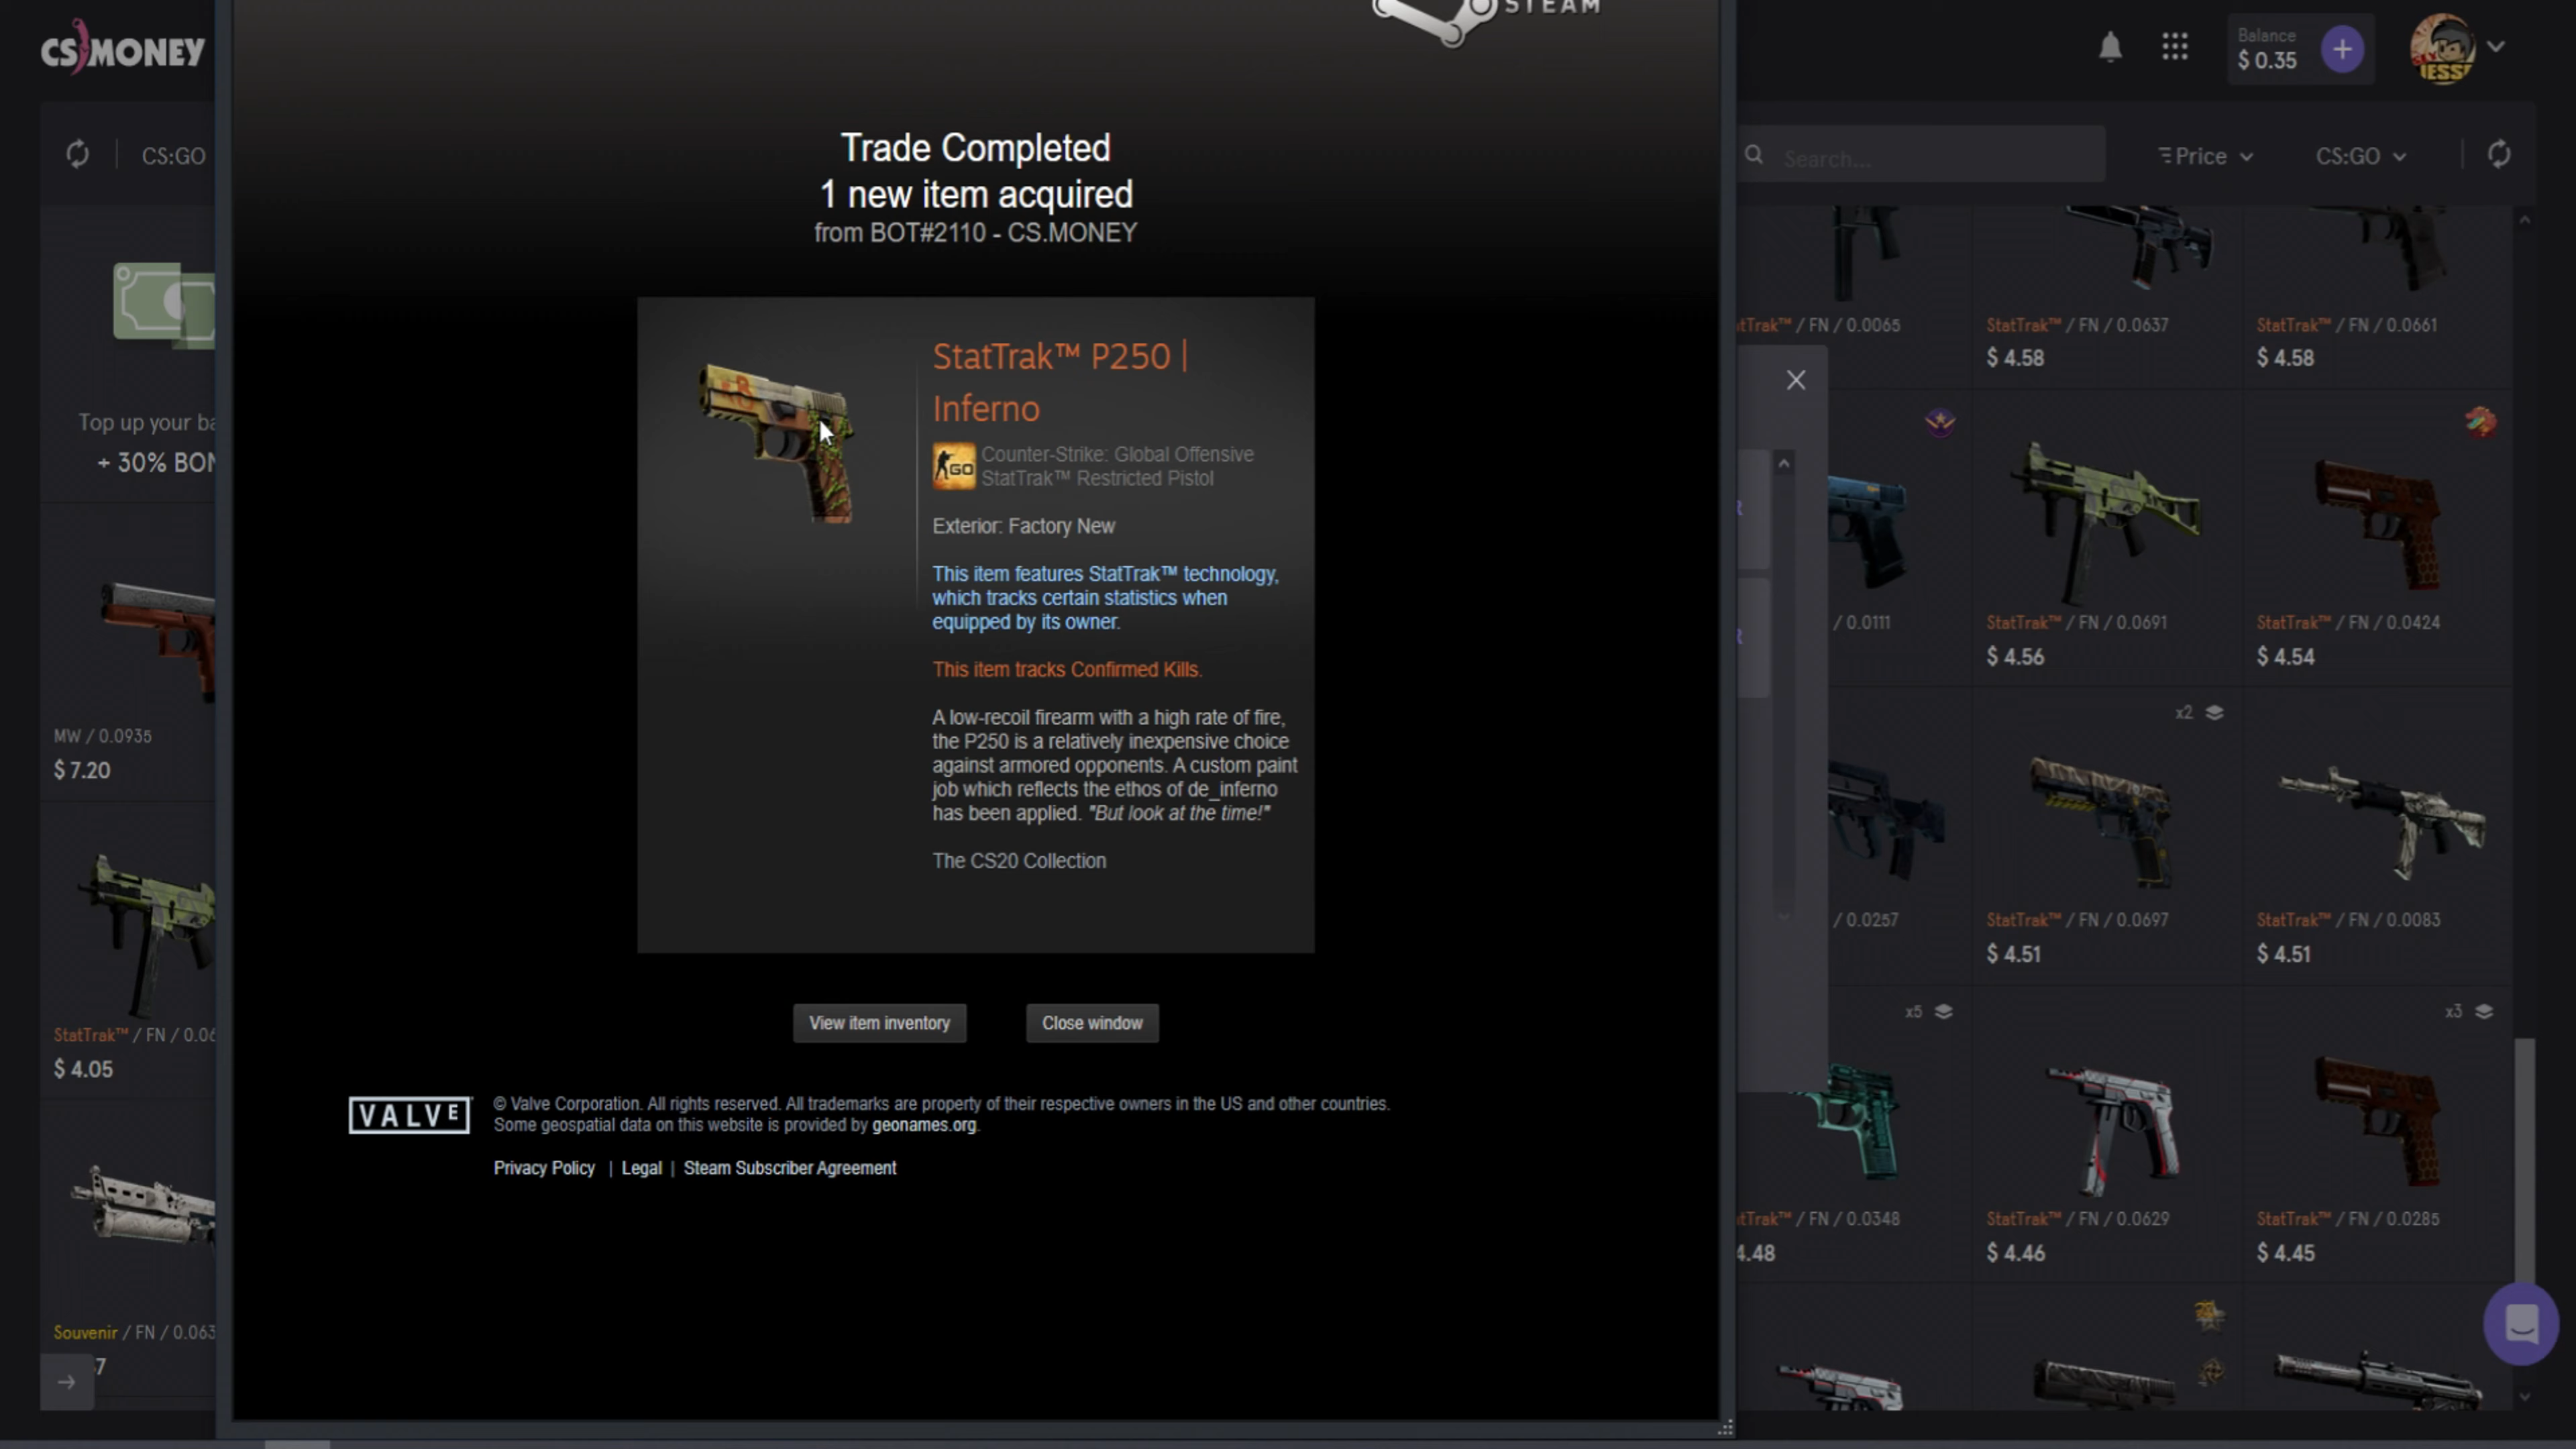 CS MONEY
STEAM
Balance
$ 0.35
Trade Completed
1 new item acquired
from BOT#2110 - CS.MONEY
CS:GO
Search...
Price
CS:GO
StatTrak™ P250 |
Inferno
Counter-Strike: Global Offensive
StatTrak™ Restricted Pistol
Exterior: Factory New
This item features StatTrak™ technology,
which tracks certain statistics when
equipped by its owner.
This item tracks Confirmed Kills.
A low-recoil firearm with a high rate of fire,
the P250 is a relatively inexpensive choice
against armored opponents. A custom paint
job which reflects the ethos of de_inferno
has been applied. "But look at the time!"
The CS20 Collection
View item inventory
Close window
VALVE
© Valve Corporation. All rights reserved. All trademarks are property of their respective owners in the US and other countries.
Some geospatial data on this website is provided by geonames.org.
Privacy Policy | Legal | Steam Subscriber Agreement
Top up your ba
+ 30% BON
MW / 0.0935
$ 7.20
StatTrak™ / FN / 0.06
$ 4.05
Souvenir / FN / 0.063
7
tTrak™ / FN / 0.0065
StatTrak™ / FN / 0.0637
$ 4.58
StatTrak™ / FN / 0.0661
$ 4.58
/ 0.0111
StatTrak™ / FN / 0.0691
$ 4.56
StatTrak™ / FN / 0.0424
$ 4.54
x2
/ 0.0257
StatTrak™ / FN / 0.0697
$ 4.51
StatTrak™ / FN / 0.0083
$ 4.51
x5
x3
tTrak™ / FN / 0.0348
4.48
StatTrak™ / FN / 0.0629
$ 4.46
StatTrak™ / FN / 0.0285
$ 4.45